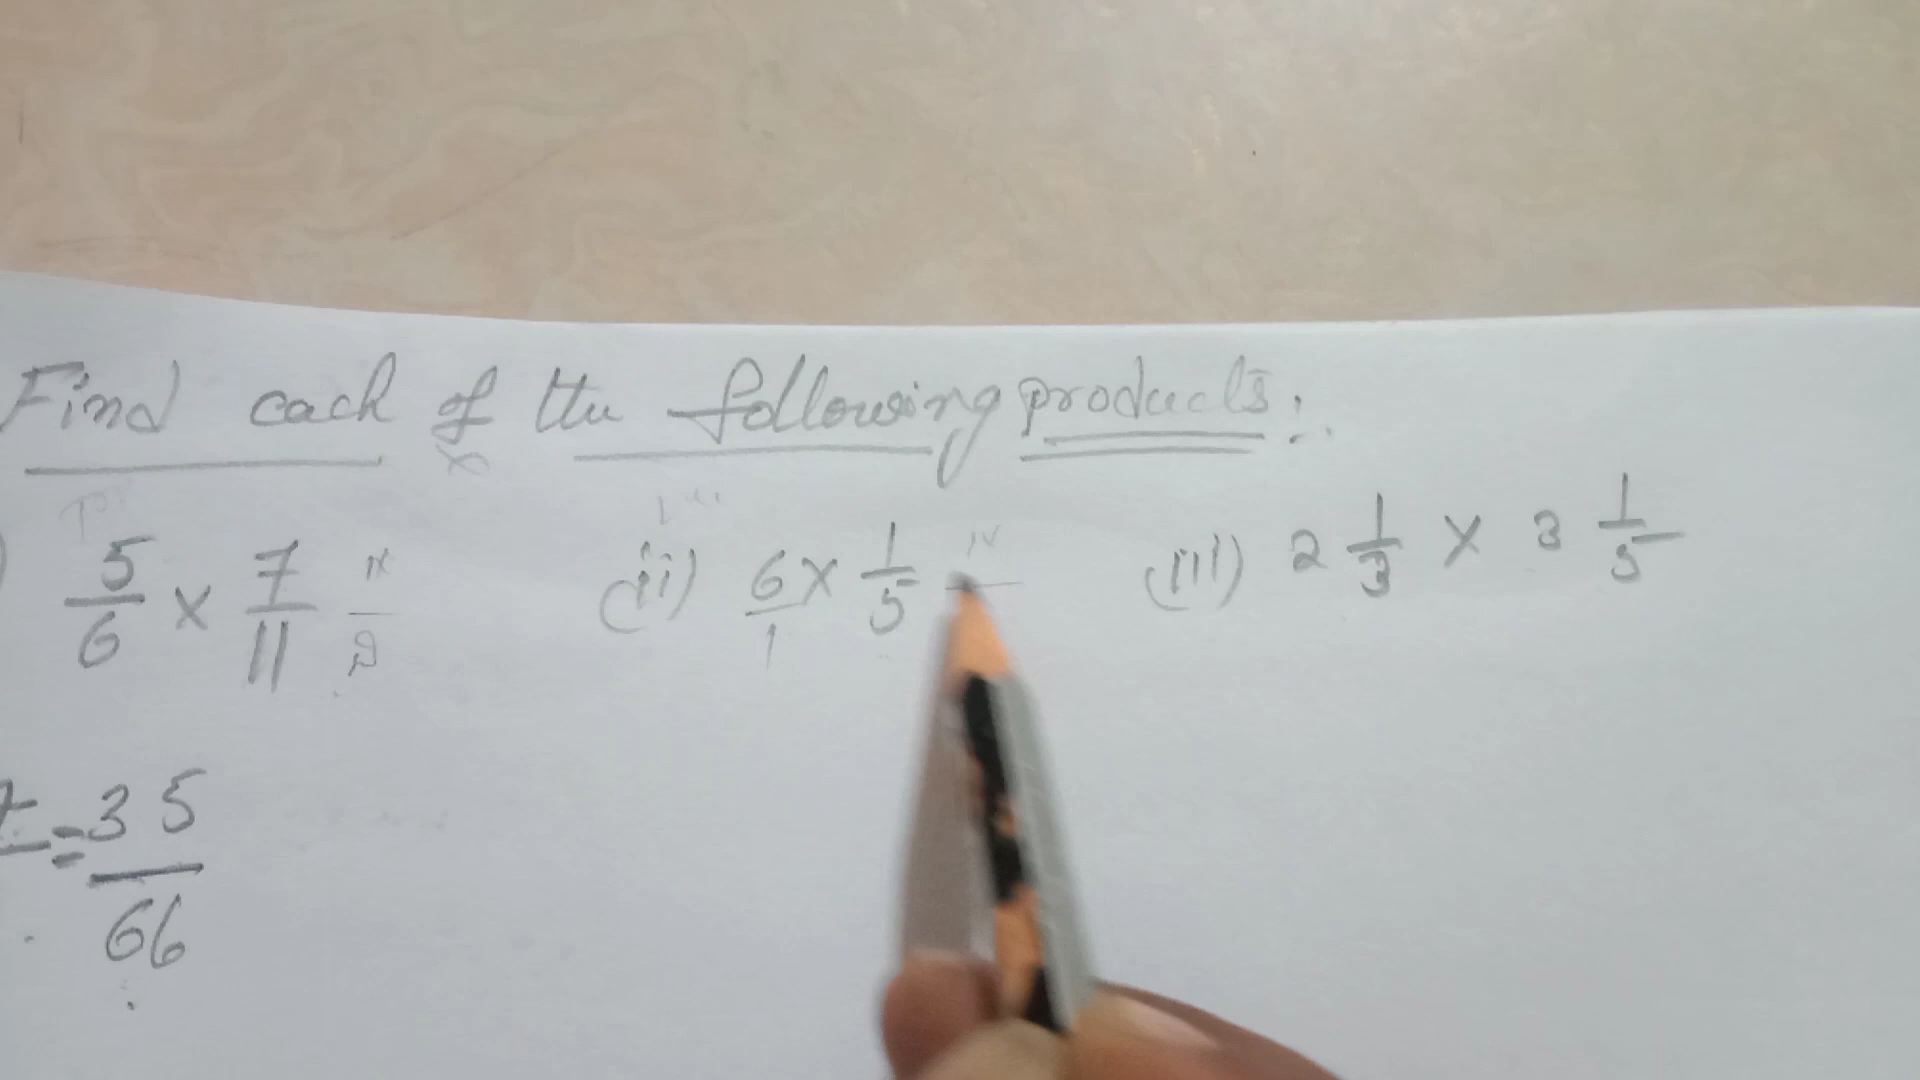 Find each of the following products:
5/6 × 7/11 N/D (ii) 6/1 × 1/5 N (iii) 2 1/3 × 3 1/5
= 35/66